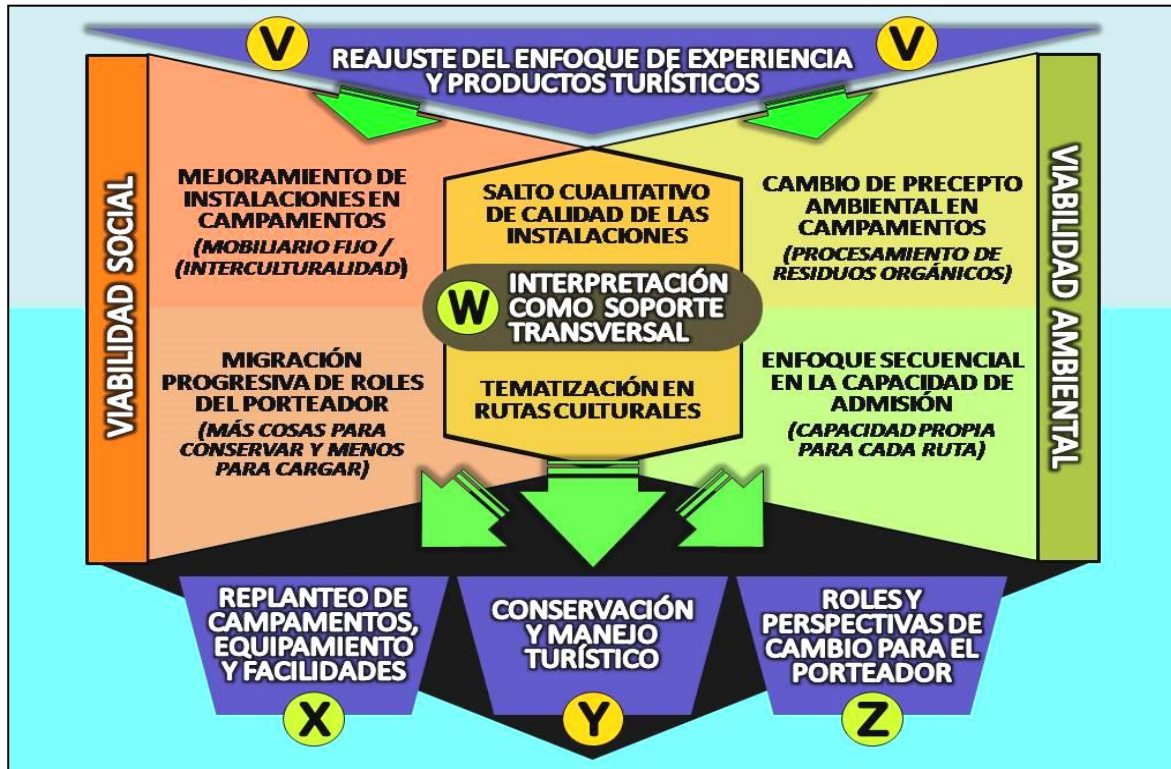 V
REAJUSTE DEL ENFOQUE DE EXPERIENCIA
Y PRODUCTOS TURÍSTICOS
V
VIABILIDAD SOCIAL
MEJORAMIENTO DE
INSTALACIONES EN
CAMPAMENTOS
(MOBILIARIO FIJO /
(INTERCULTURALIDAD)
SALTO CUALITATIVO
DE CALIDAD DE LAS
INSTALACIONES
CAMBIO DE PRECEPTO
AMBIENTAL EN
CAMPAMENTOS
(PROCESAMIENTO DE
RESIDUOS ORGÁNICOS)
VIABILIDAD AMBIENTAL
W
INTERPRETACIÓN
COMO SOPORTE
TRANSVERSAL
MIGRACIÓN
PROGRESIVA DE ROLES
DEL PORTEADOR
(MÁS COSAS PARA
CONSERVAR Y MENOS
PARA CARGAR)
TEMATIZACIÓN EN
RUTAS CULTURALES
ENFOQUE SECUENCIAL
EN LA CAPACIDAD DE
ADMISIÓN
(CAPACIDAD PROPIA
PARA CADA RUTA)
REPLANTEO DE
CAMPAMENTOS,
EQUIPAMIENTO
Y FACILIDADES
X
CONSERVACIÓN
Y MANEJO
TURÍSTICO
Y
ROLES Y
PERSPECTIVAS DE
CAMBIO PARA EL
PORTEADOR
Z